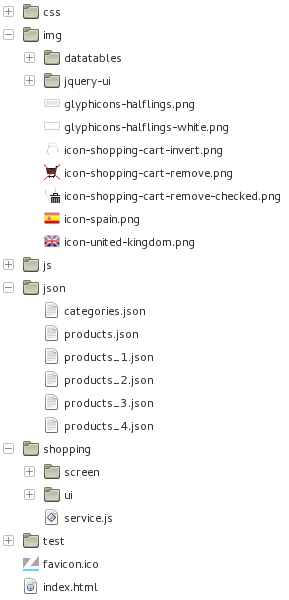 css
img
datatables
jquery-ui
glyphicons-halflings.png
glyphicons-halflings-white.png
icon-shopping-cart-invert.png
icon-shopping-cart-remove.png
icon-shopping-cart-remove-checked.png
icon-spain.png
icon-united-kingdom.png
js
json
categories.json
products.json
products_1.json
products_2.json
products_3.json
products_4.json
shopping
screen
ui
service.js
test
favicon.ico
index.html